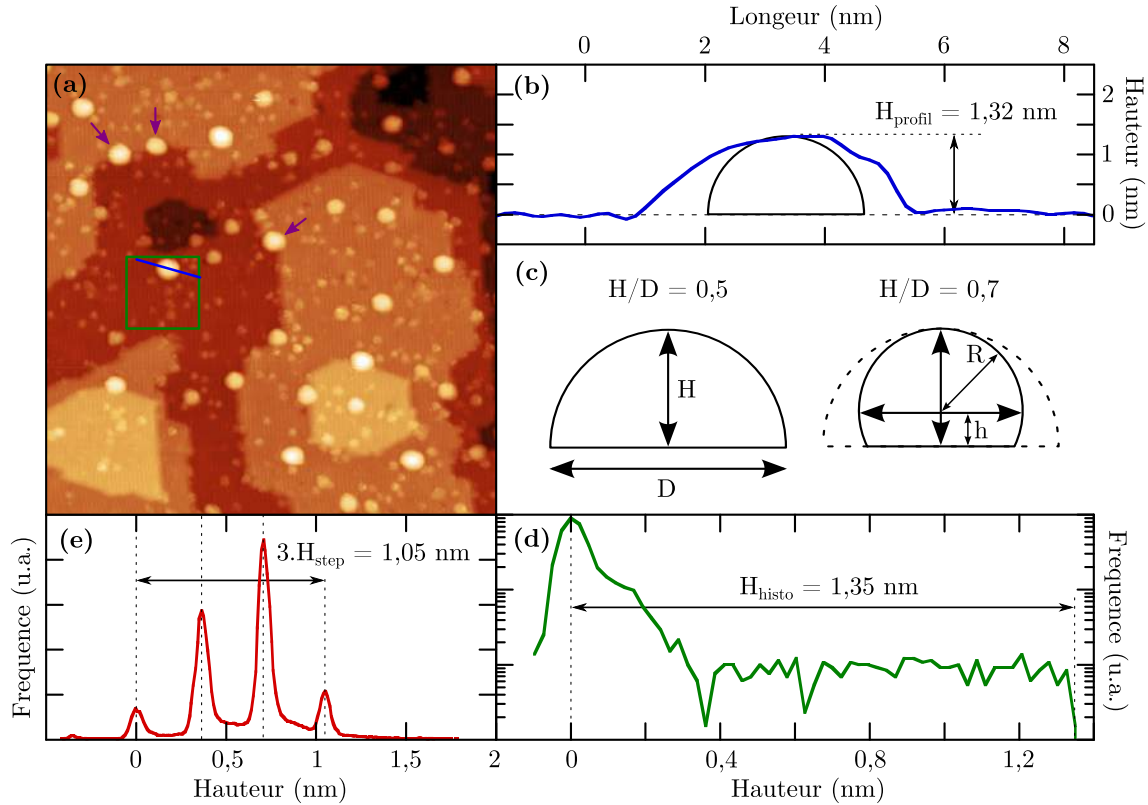 Longeur (nm)
0 2 4 6 8
(a)
(b)
H_profil = 1,32 nm
2
1
0
Hauteur (nm)
(c)
H/D = 0,5
H/D = 0,7
H
D
R
h
(e)
3.H_step = 1,05 nm
Frequence (u.a.)
0 0,5 1 1,5 2
Hauteur (nm)
(d)
H_histo = 1,35 nm
Frequence (u.a.)
0 0,4 0,8 1,2
Hauteur (nm)